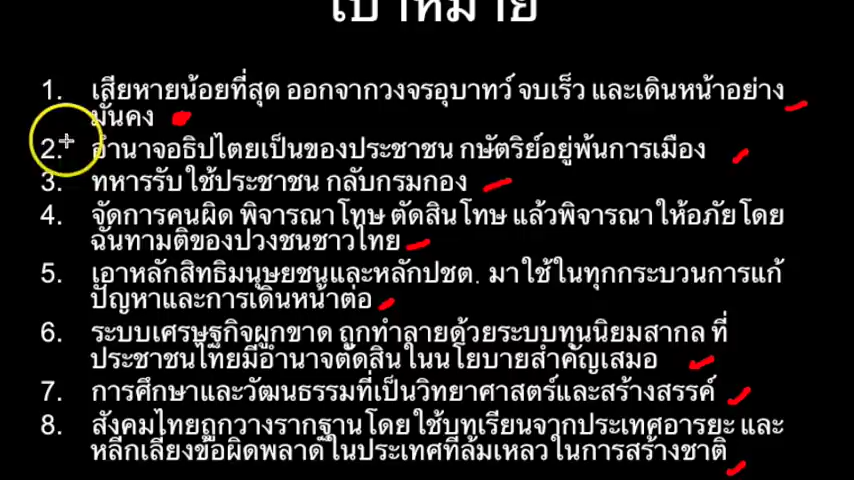 เป้าหมาย
1. เสียหายน้อยที่สุด ออกจากวงจรอุบาทว์ จบเร็ว และเดินหน้าอย่าง
มั่นคง
2. อำนาจอธิปไตยเป็นของประชาชน กษัตริย์อยู่พ้นการเมือง
3. ทหารรับใช้ประชาชน กลับกรมกอง
4. จัดการคนผิด พิจารณาโทษ ตัดสินโทษ แล้วพิจารณาให้อภัยโดย
ฉันทามติของปวงชนชาวไทย
5. เอาหลักสิทธิมนุษยชนและหลักปชต. มาใช้ในทุกกระบวนการแก้
ปัญหาและการเดินหน้าต่อ
6. ระบบเศรษฐกิจผูกขาด ถูกทำลายด้วยระบบทุนนิยมสากล ที่
ประชาชนไทยมีอำนาจตัดสินในนโยบายสำคัญเสมอ
7. การศึกษาและวัฒนธรรมที่เป็นวิทยาศาสตร์และสร้างสรรค์
8. สังคมไทยถูกวางรากฐานโดยใช้บทเรียนจากประเทศอารยะ และ
หลีกเลี่ยงข้อผิดพลาดในประเทศที่ล้มเหลวในการสร้างชาติ